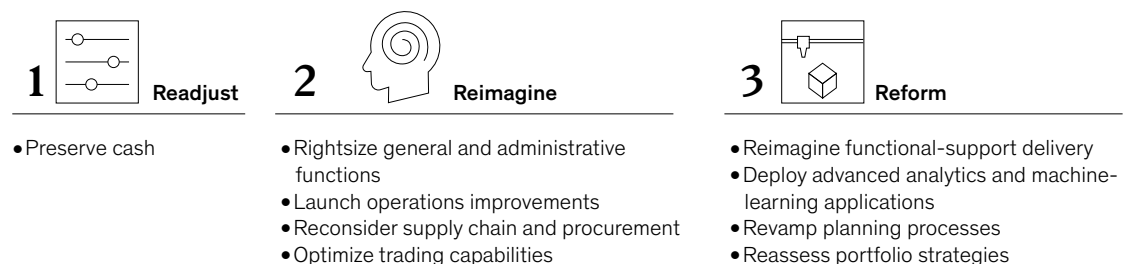 1 Readjust
• Preserve cash
2 Reimagine
• Rightsize general and administrative
functions
• Launch operations improvements
• Reconsider supply chain and procurement
• Optimize trading capabilities
3 Reform
• Reimagine functional-support delivery
• Deploy advanced analytics and machine-
learning applications
• Revamp planning processes
• Reassess portfolio strategies